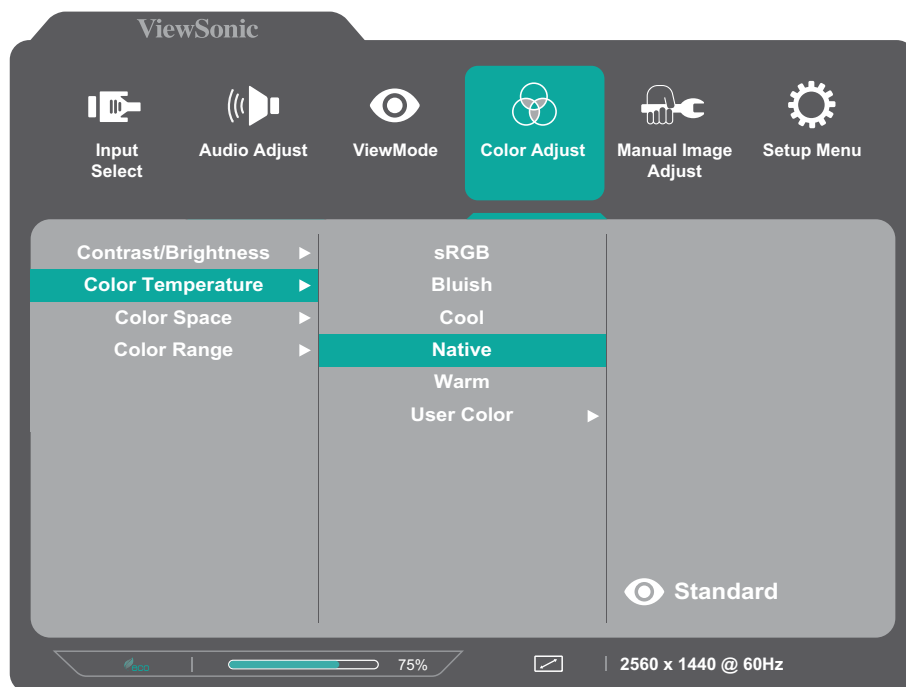 ViewSonic
Input Select
Audio Adjust
ViewMode
Color Adjust
Manual Image Adjust
Setup Menu
Contrast/Brightness
Color Temperature
Color Space
Color Range
sRGB
Bluish
Cool
Native
Warm
User Color
Standard
eco
75%
2560 x 1440 @ 60Hz